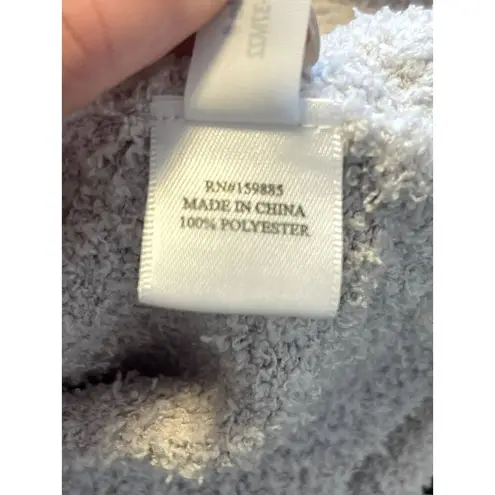 RN#159885
MADE IN CHINA
100% POLYESTER